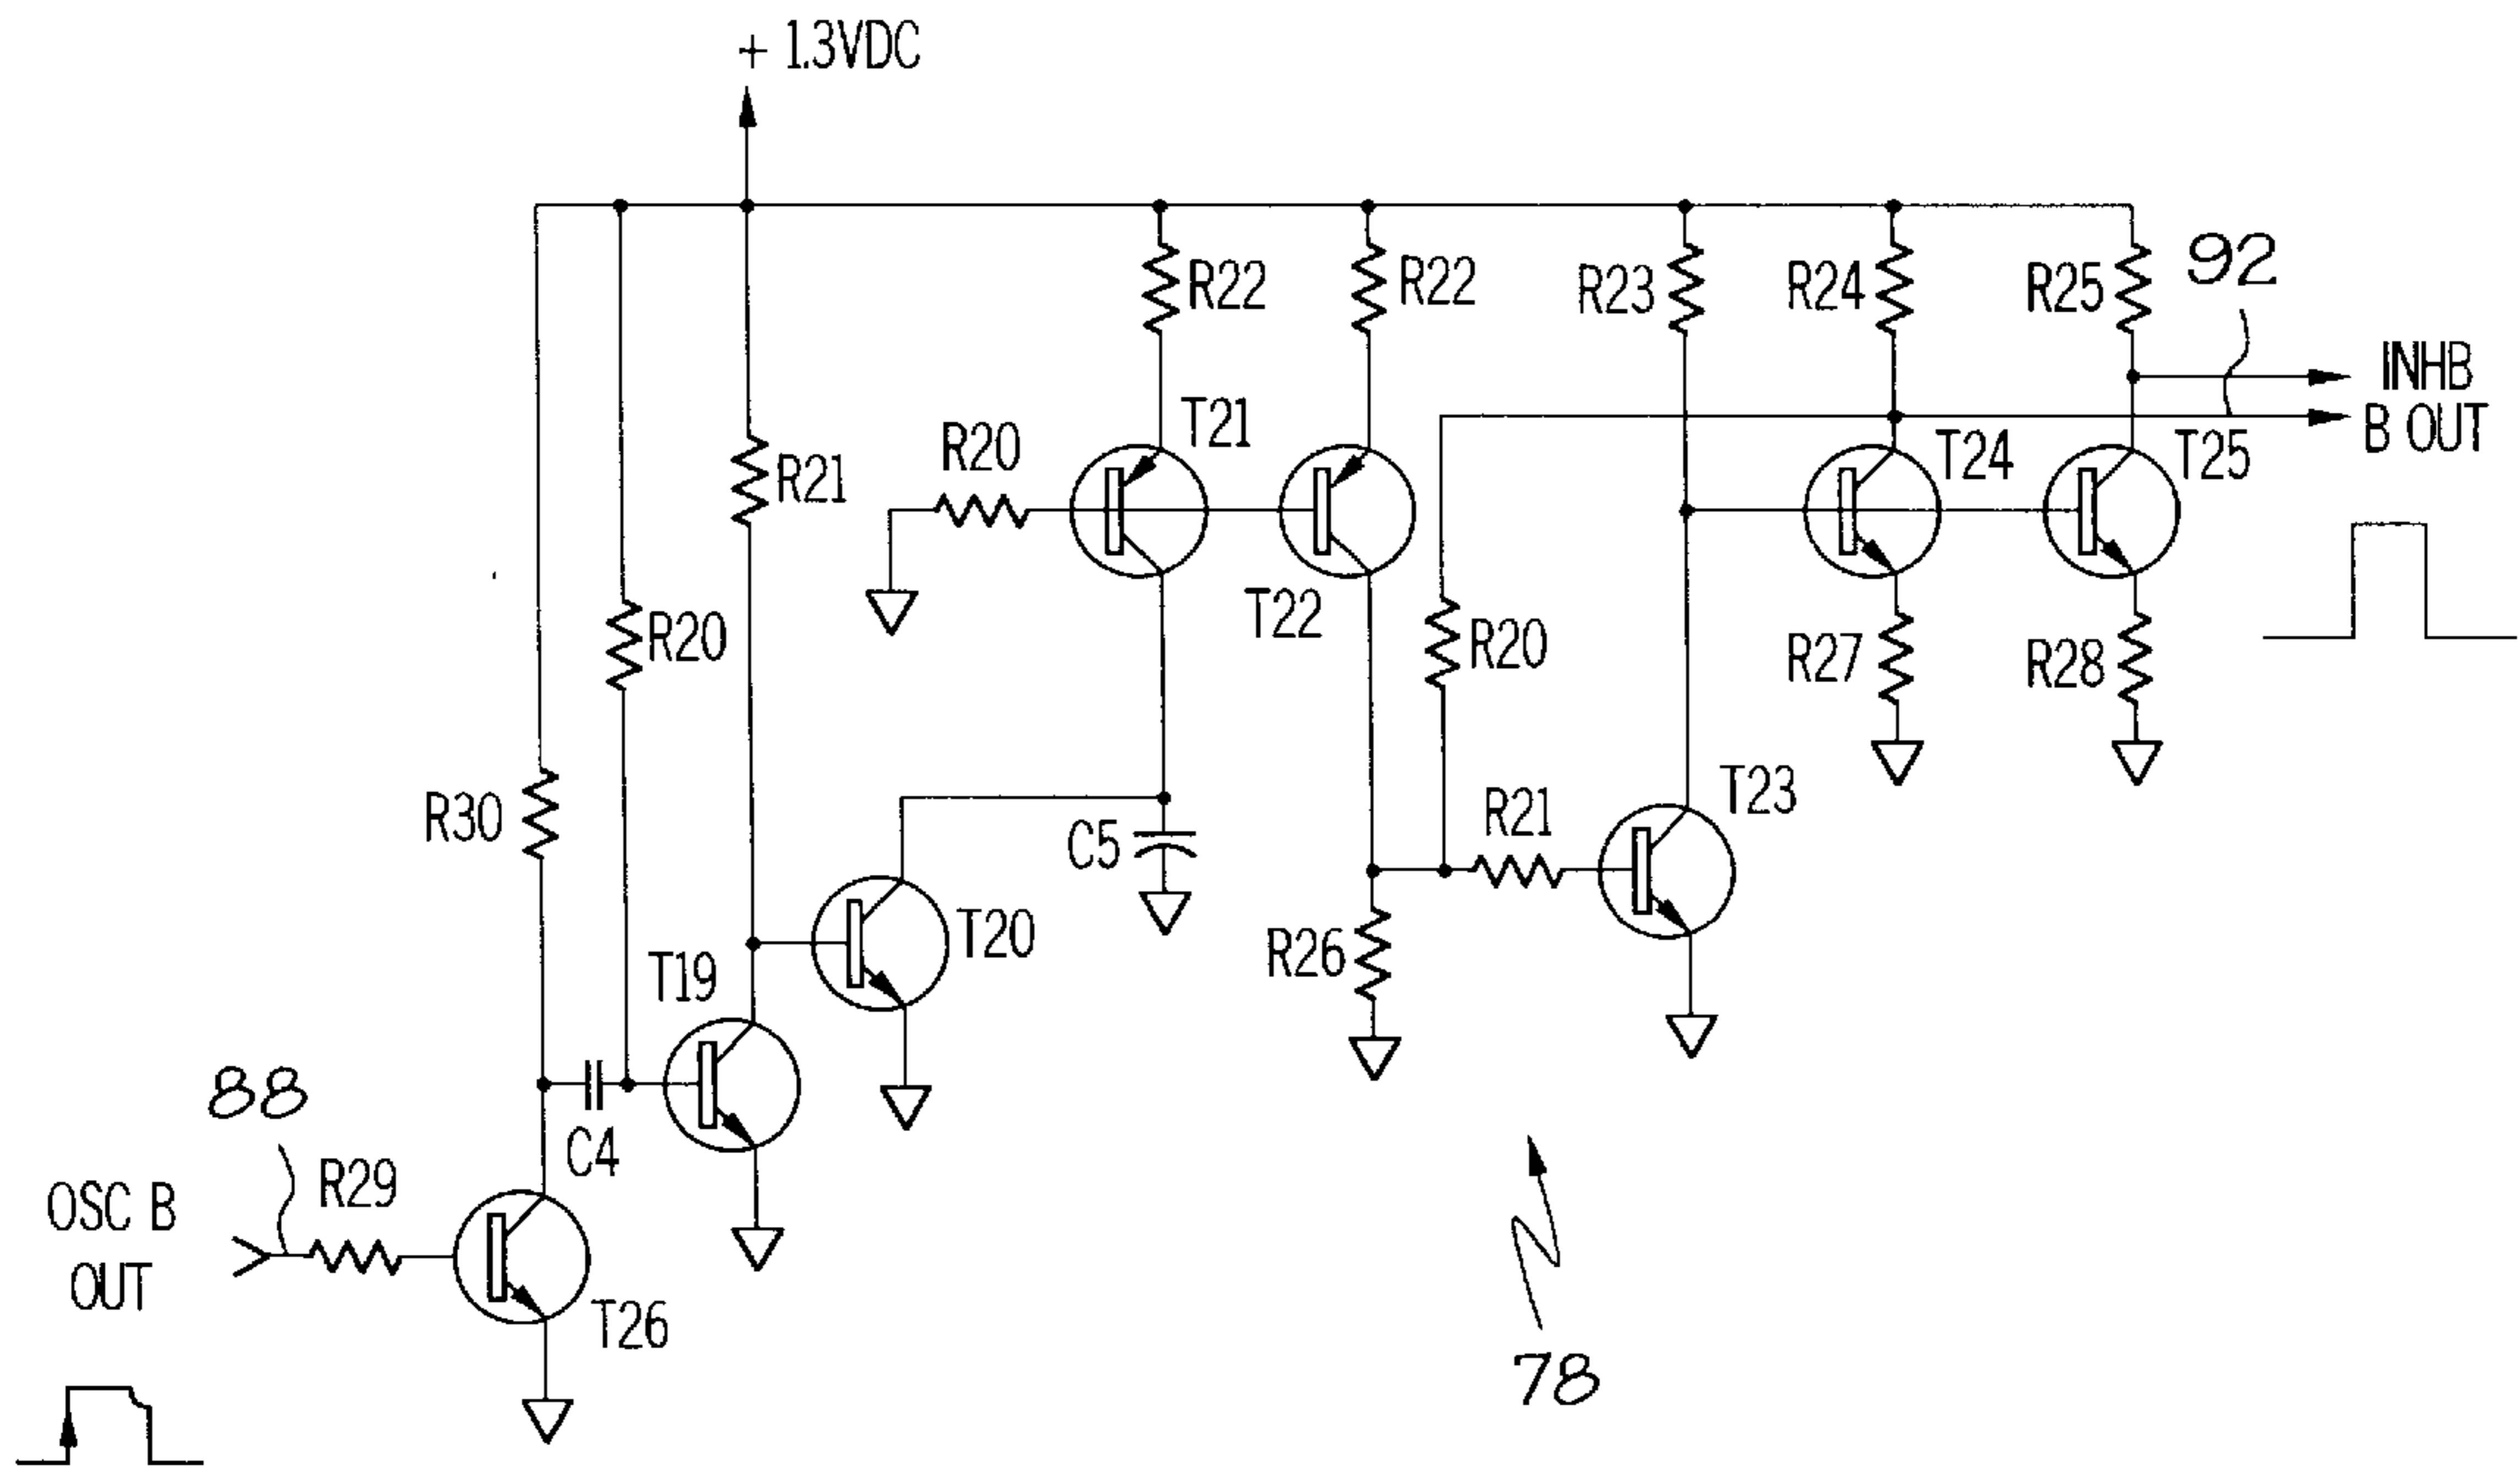 + 1.3VDC
R22
R22
R23
R24
R25
92
INHB
B OUT
R20
T21
R21
T24
T25
T22
R20
R20
R27
R28
R30
C5
R21
T23
T19
T20
R26
88
C4
OSC B
OUT
R29
T26
78